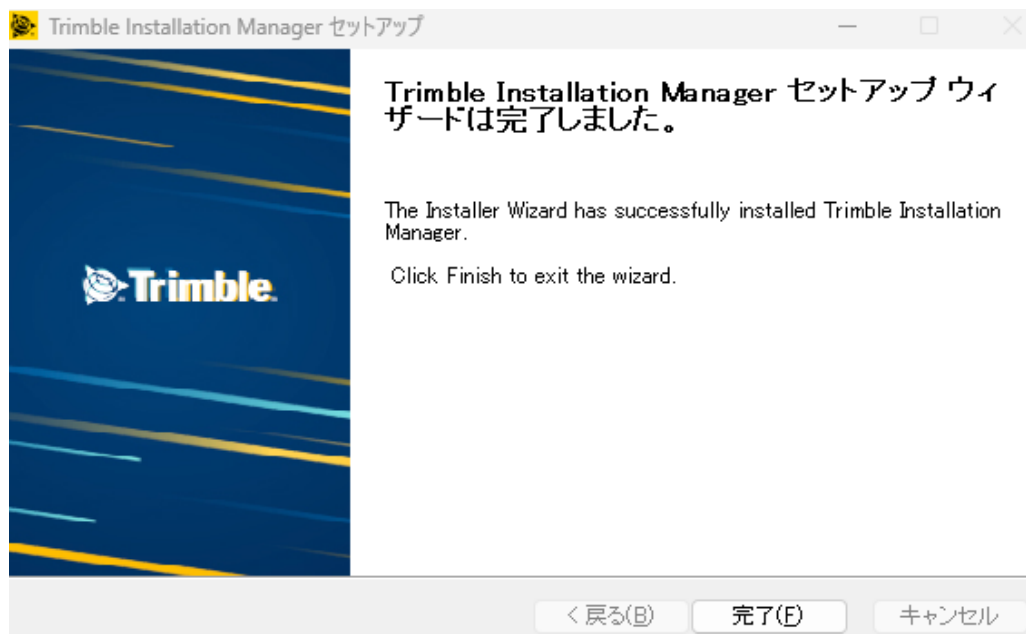 Trimble Installation Manager セットアップ
Trimble Installation Manager セットアップ ウィ
ザードは完了しました。
The Installer Wizard has successfully installed Trimble Installation
Manager.
Click Finish to exit the wizard.
Trimble.
< 戻る(B)
完了(F)
キャンセル